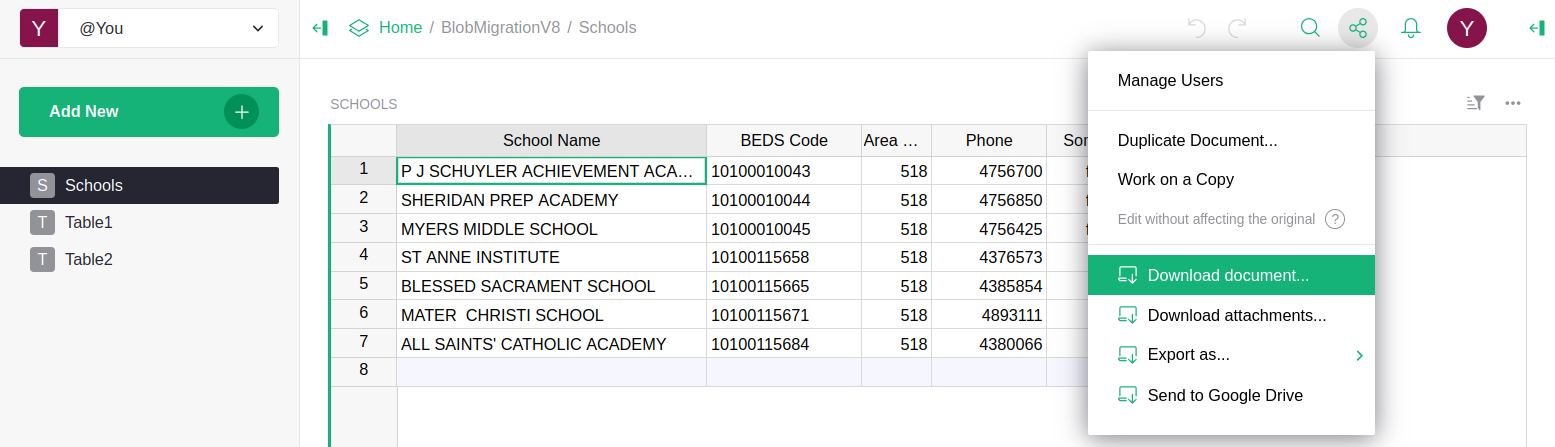 Y @You
Home / BlobMigrationV8 / Schools
Y
Add New
S Schools
T Table1
T Table2
SCHOOLS
School Name BEDS Code Area ... Phone
1 P J SCHUYLER ACHIEVEMENT ACA... 10100010043 518 4756700
2 SHERIDAN PREP ACADEMY 10100010044 518 4756850
3 MYERS MIDDLE SCHOOL 10100010045 518 4756425
4 ST ANNE INSTITUTE 10100115658 518 4376573
5 BLESSED SACRAMENT SCHOOL 10100115665 518 4385854
6 MATER  CHRISTI SCHOOL 10100115671 518 4893111
7 ALL SAINTS' CATHOLIC ACADEMY 10100115684 518 4380066
8
Manage Users
Duplicate Document...
Work on a Copy
Edit without affecting the original ?
Download document...
Download attachments...
Export as...
Send to Google Drive